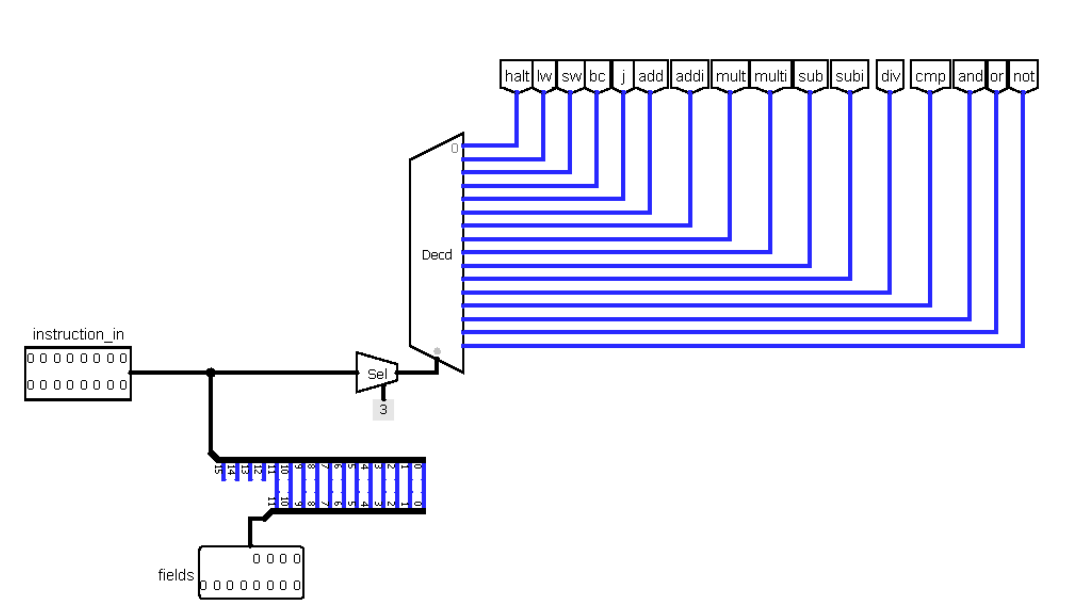 halt lw sw bc j add addi mult multi sub subi div cmp and or not
0
Decd
instruction_in
0 0 0 0 0 0 0 0
0 0 0 0 0 0 0 0
Sel
3
15 14 13 12 11 10 9 8 7 6 5 4 3 2 1 0
11 10 9 8 7 6 5 4 3 2 1 0
0 0 0 0
fields
0 0 0 0 0 0 0 0